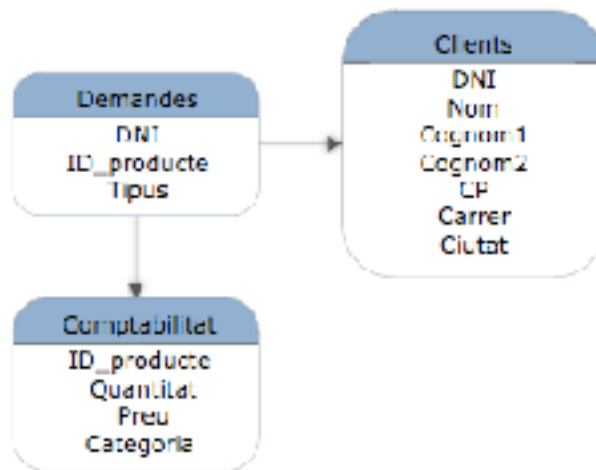 Clients
DNI
Nom
Cognom1
Cognom2
CP
Carrer
Ciutat
Demandes
DNI
ID_producte
Tipus
Comptabilitat
ID_producte
Quantitat
Preu
Categoria